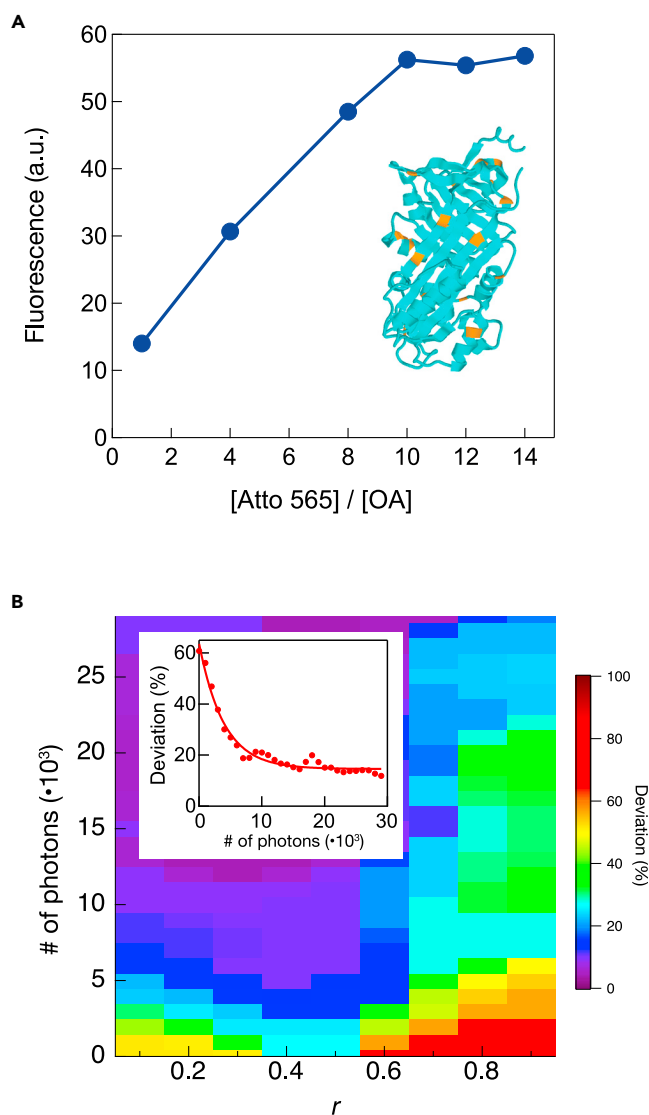 A
60
50
40
30
20
10
0
Fluorescence (a.u.)
0 2 4 6 8 10 12 14
[Atto 565] / [OA]
B
25
20
15
10
5
0
# of photons (•10³)
60
40
20
0
Deviation (%)
0 10 20 30
# of photons (•10³)
100
80
60
40
20
0
Deviation (%)
0.2 0.4 0.6 0.8
r